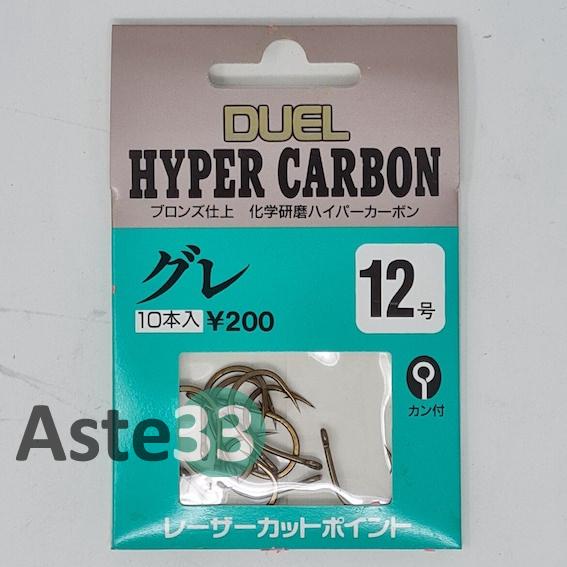 DUEL
HYPER CARBON
ブロンズ仕上 化学研磨ハイパーカーボン
グレ
12号
10本入 ¥200
カン付
Aste33
レーザーカットポイント